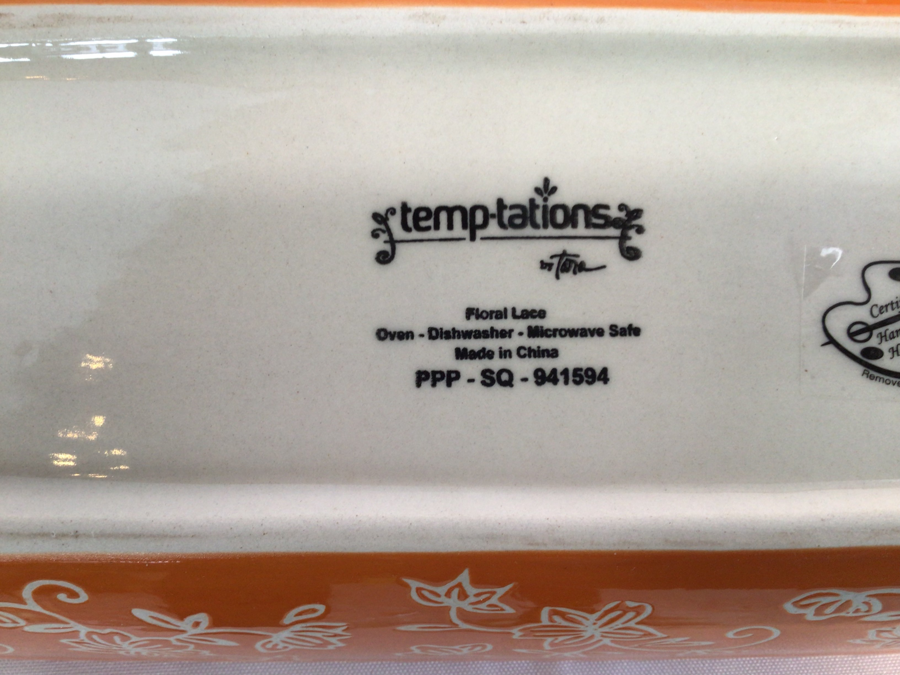 temp-tations
by Tara
Floral Lace
Oven - Dishwasher - Microwave Safe
Made in China
PPP - SQ - 941594